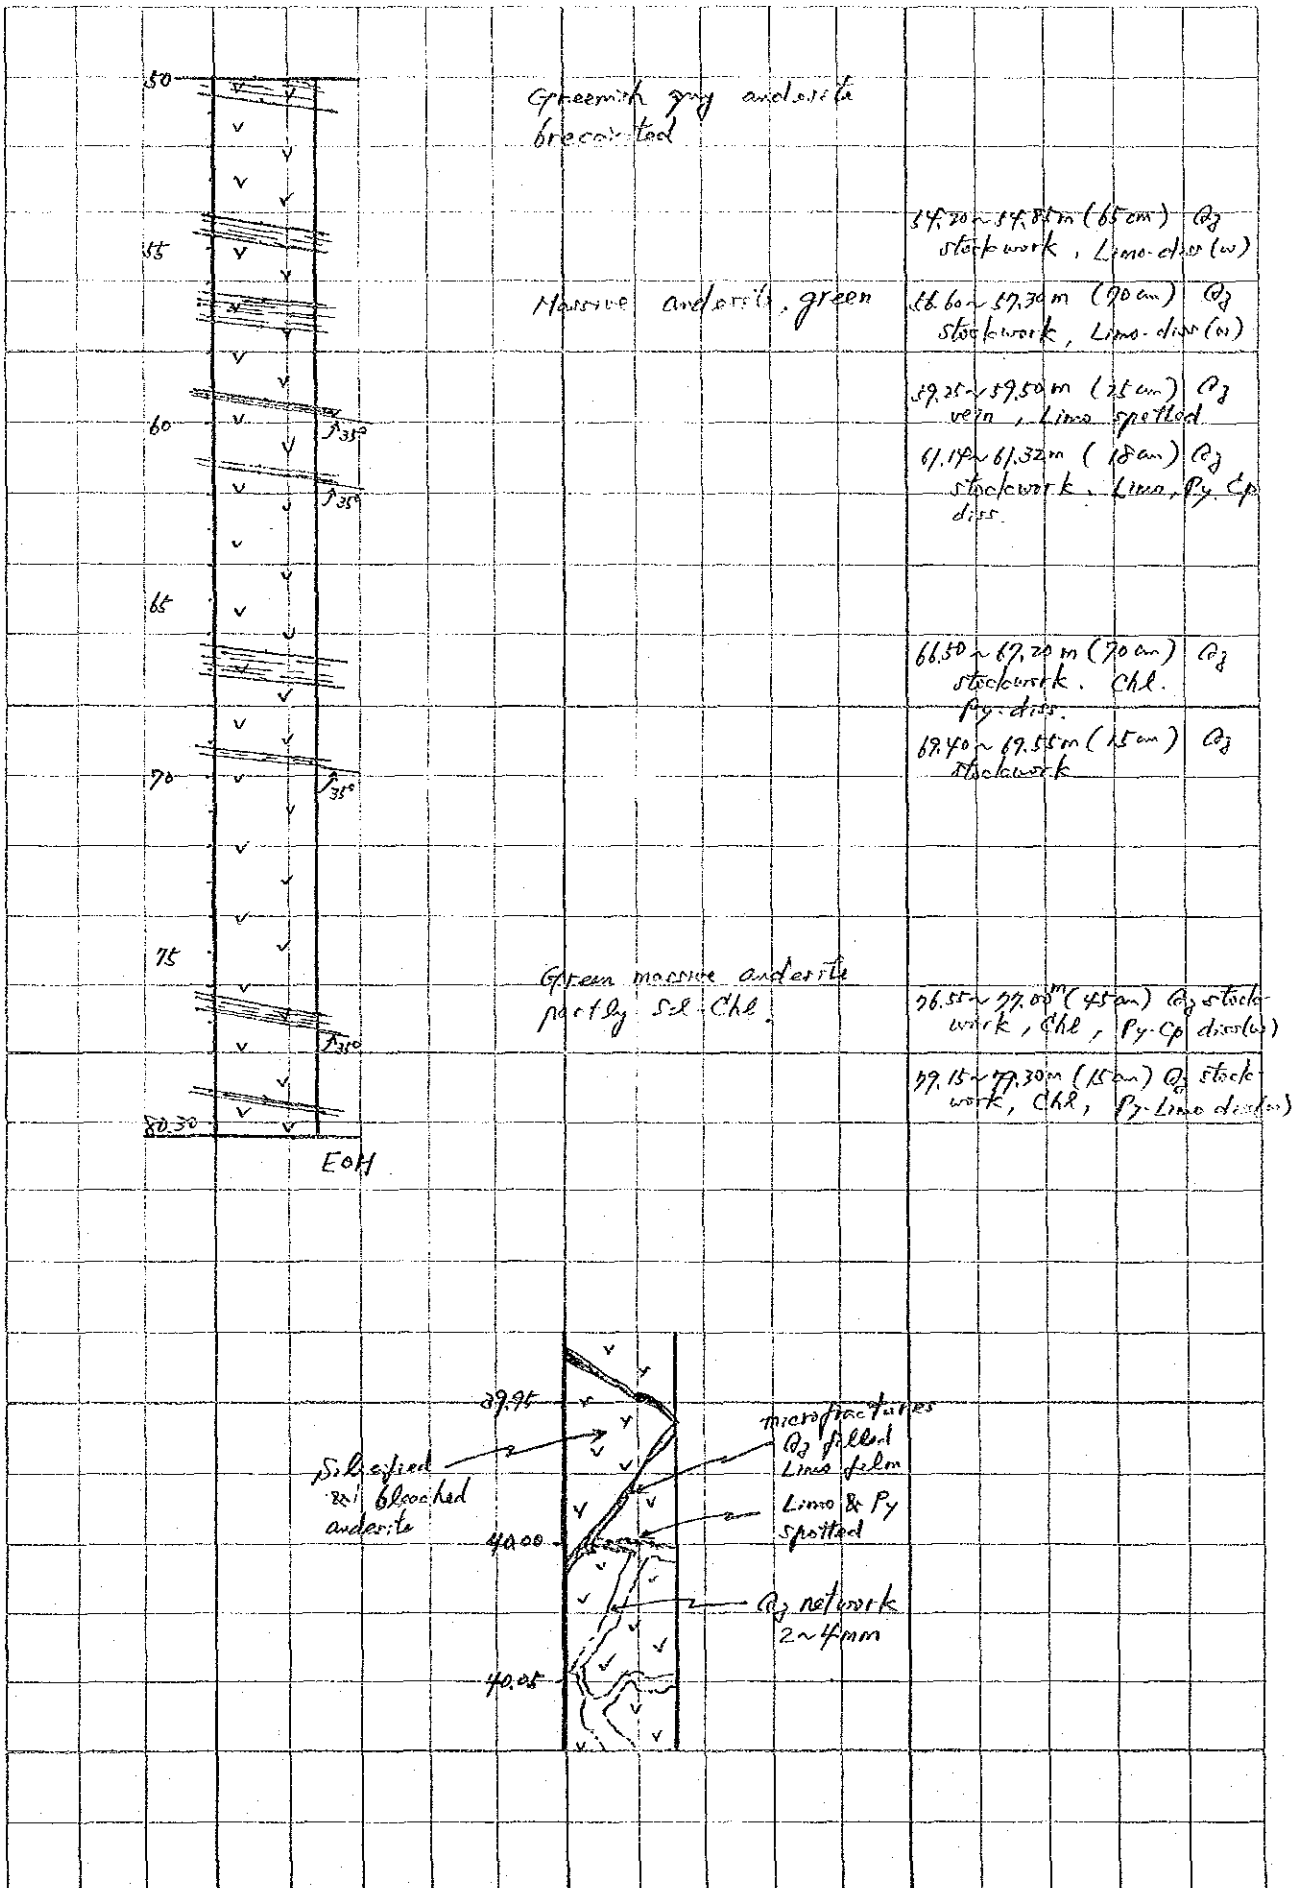 50
Greenish gray andesite
brecciated
54.20~54.85m (65cm) Qz
stockwork, Limo-diss (w)
55
Massive andesite, green
56.60~57.30m (70cm) Qz
stockwork, Limo-diss (w)
59.25~59.50m (25cm) Qz
vein, Limo spotted
60
35°
61.14~61.32m (18cm) Qz
stockwork. Limo, Py. Cp
diss.
35°
65
66.50~67.20m (70cm) Qz
stockwork. Chl.
Py-diss.
69.40~69.55m (15cm) Qz
stockwork
70
35°
75
Green massive andesite
partly Sil-Chl.
76.55~77.00m (45cm) Qz stock-
work, Chl, Py-Cp diss(w)
35°
79.15~79.30m (15cm) Qz stock-
work, Chl, Py-Limo diss(w)
80.30
EOH
39.95
microfractures
Qz filled
Limo film
Silicified
& bleached
andesite
Limo & Py
spotted
40.00
Qz network
2~4mm
40.05